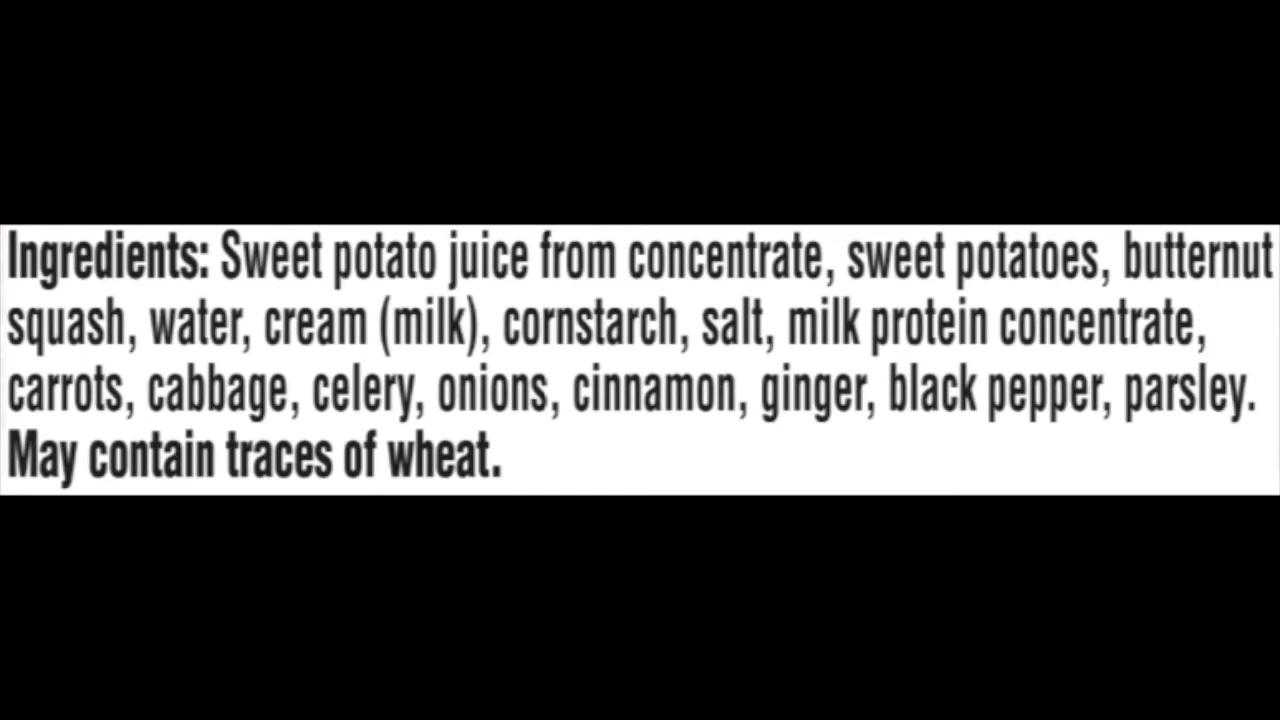 Ingredients: Sweet potato juice from concentrate, sweet potatoes, butternut
squash, water, cream (milk), cornstarch, salt, milk protein concentrate,
carrots, cabbage, celery, onions, cinnamon, ginger, black pepper, parsley.
May contain traces of wheat.